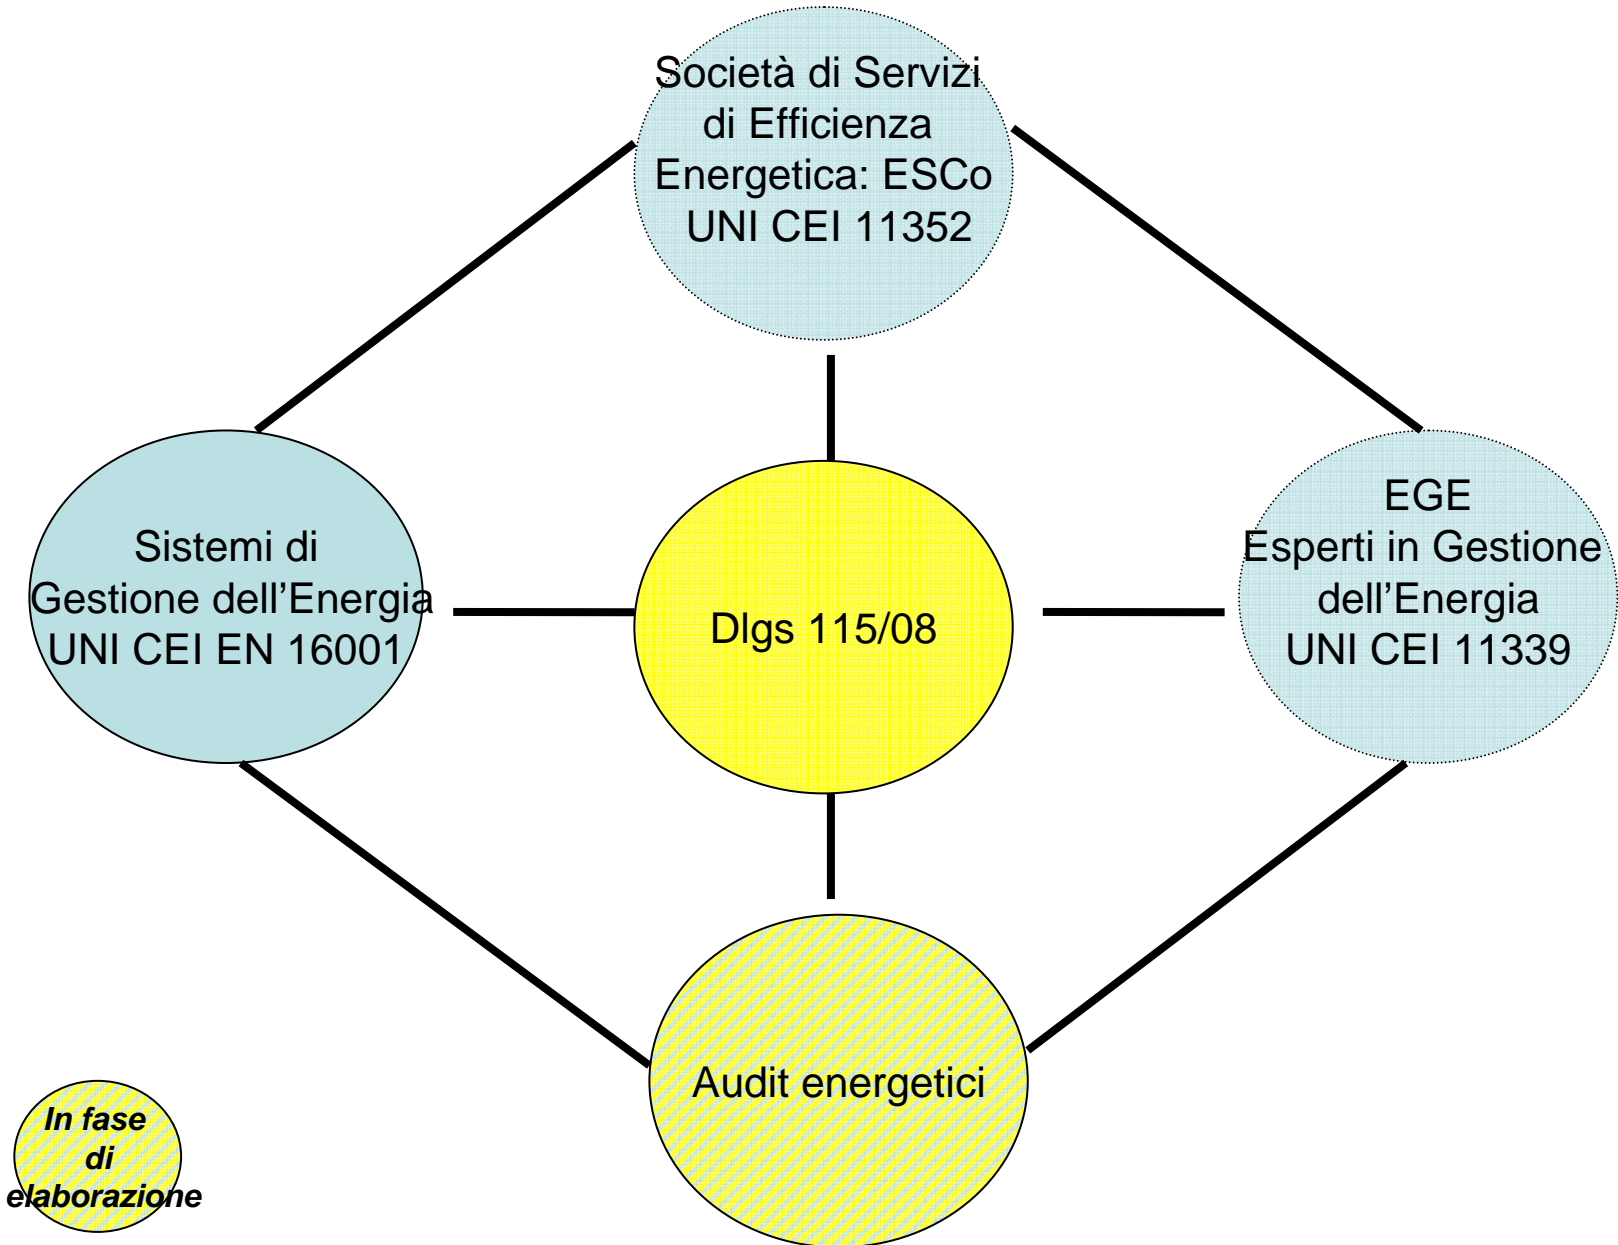 Società di Servizi
di Efficienza
Energetica: ESCo
UNI CEI 11352
Sistemi di
Gestione dell’Energia
UNI CEI EN 16001
Dlgs 115/08
EGE
Esperti in Gestione
dell’Energia
UNI CEI 11339
Audit energetici
In fase
di
elaborazione